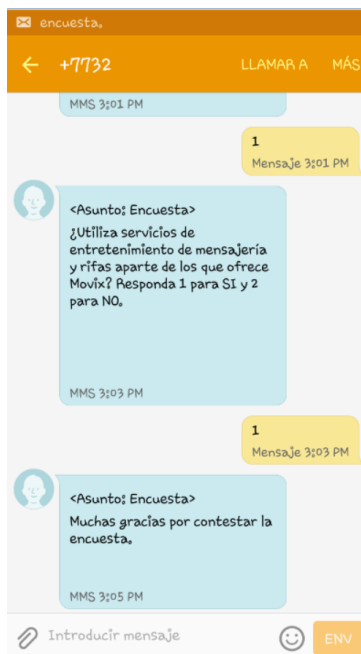 encuesta.
+7732
LLAMAR A MÁS
MMS 3:01 PM
1
Mensaje 3:01 PM
<Asunto: Encuesta>
¿Utiliza servicios de
entretenimiento de mensajería
y rifas aparte de los que ofrece
Movix? Responda 1 para SI y 2
para NO.
MMS 3:03 PM
1
Mensaje 3:03 PM
<Asunto: Encuesta>
Muchas gracias por contestar la
encuesta.
MMS 3:05 PM
Introducir mensaje
ENV